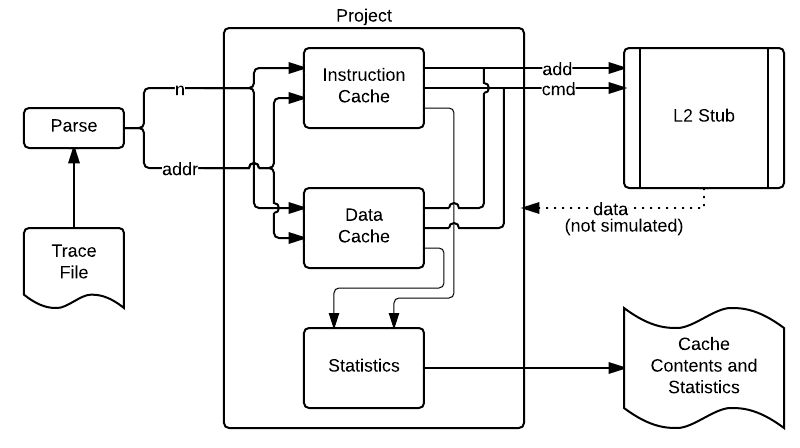 Project
Instruction
Cache
add
cmd
L2 Stub
n
Parse
addr
Data
Cache
data
(not simulated)
Trace
File
Statistics
Cache
Contents and
Statistics